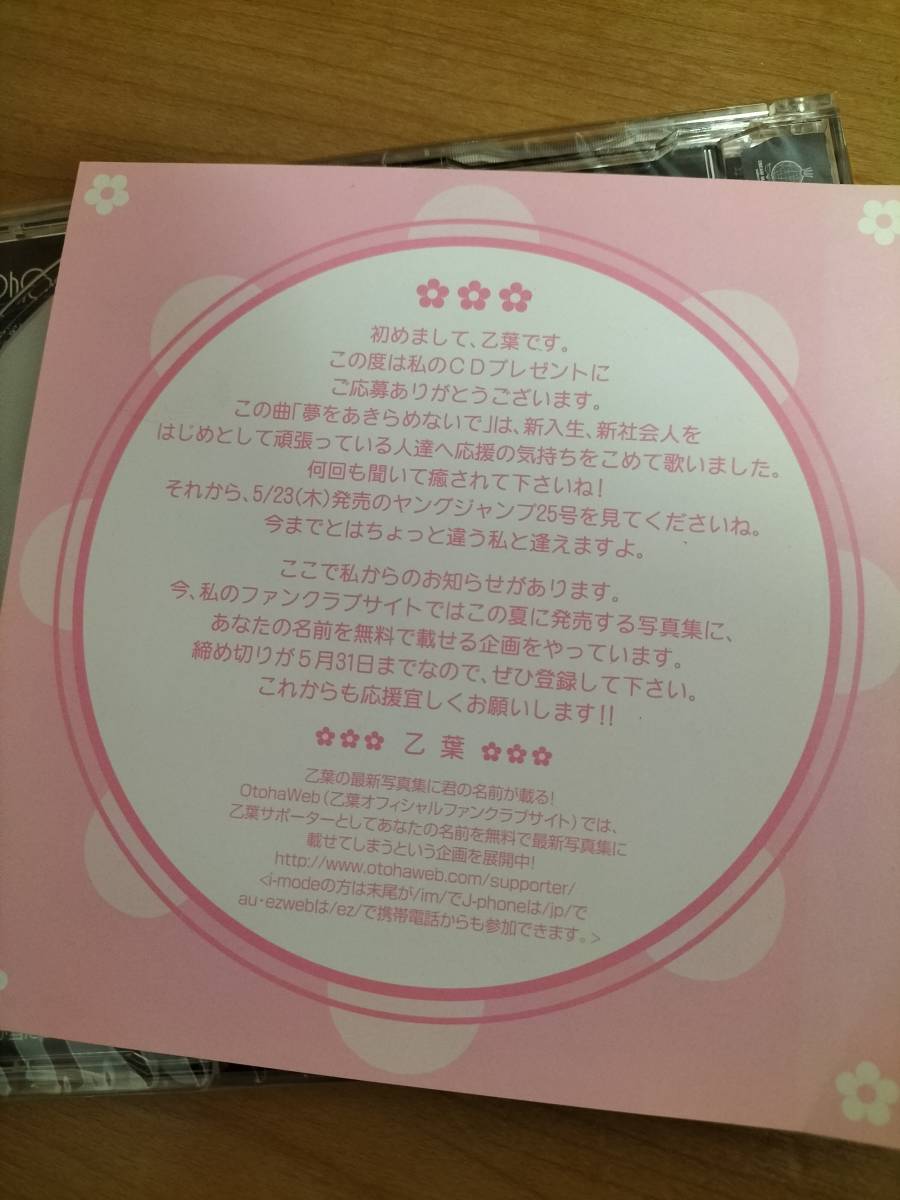 初めまして、乙葉です。
この度は私のCDプレゼントに
ご応募ありがとうございます。
この曲「夢をあきらめないで」は、新入生、新社会人を
はじめとして頑張っている人達へ応援の気持ちをこめて歌いました。
何回も聞いて癒されて下さいね!
それから、5/23(木)発売のヤングジャンプ25号を見てくださいね。
今までとはちょっと違う私と逢えますよ。
ここで私からのお知らせがあります。
今、私のファンクラブサイトではこの夏に発売する写真集に、
あなたの名前を無料で載せる企画をやっています。
締め切りが5月31日までなので、ぜひ登録して下さい。
これからも応援宜しくお願いします!!
乙葉
乙葉の最新写真集に君の名前が載る!
OtohaWeb(乙葉オフィシャルファンクラブサイト)では、
乙葉サポーターとしてあなたの名前を無料で最新写真集に
載せてしまうという企画を展開中!
http://www.otohaweb.com/supporter/
<i-modeの方は末尾が/im/でJ-phoneは/jp/で
au・ezwebは/ez/で携帯電話からも参加できます。>